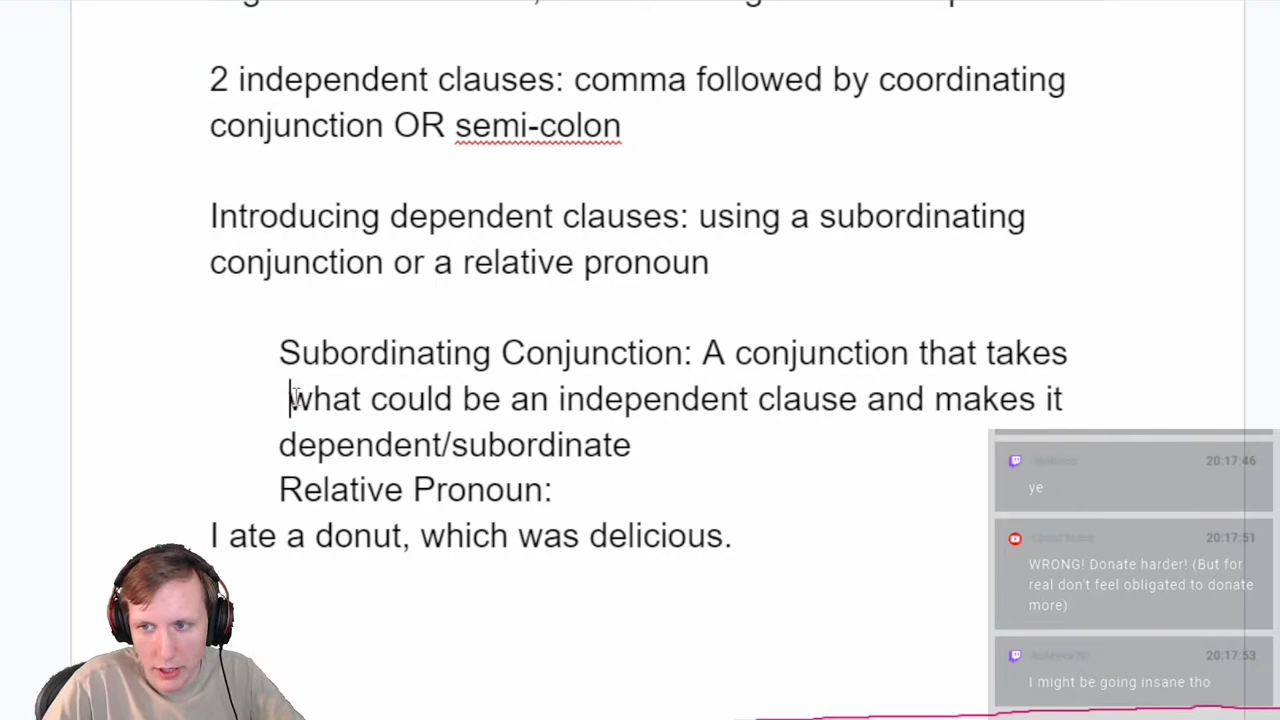 2 independent clauses: comma followed by coordinating
conjunction OR semi-colon
Introducing dependent clauses: using a subordinating
conjunction or a relative pronoun
Subordinating Conjunction: A conjunction that takes
what could be an independent clause and makes it
dependent/subordinate
Relative Pronoun:
I ate a donut, which was delicious.
20:17:46
ye
20:17:51
WRONG! Donate harder! (But for
real don't feel obligated to donate
more)
20:17:53
I might be going insane tho